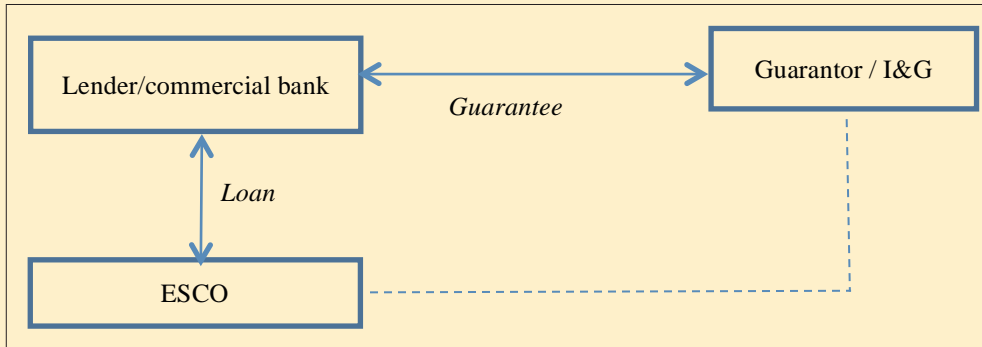 Lender/commercial bank
Guarantor / I&G
Guarantee
Loan
ESCO